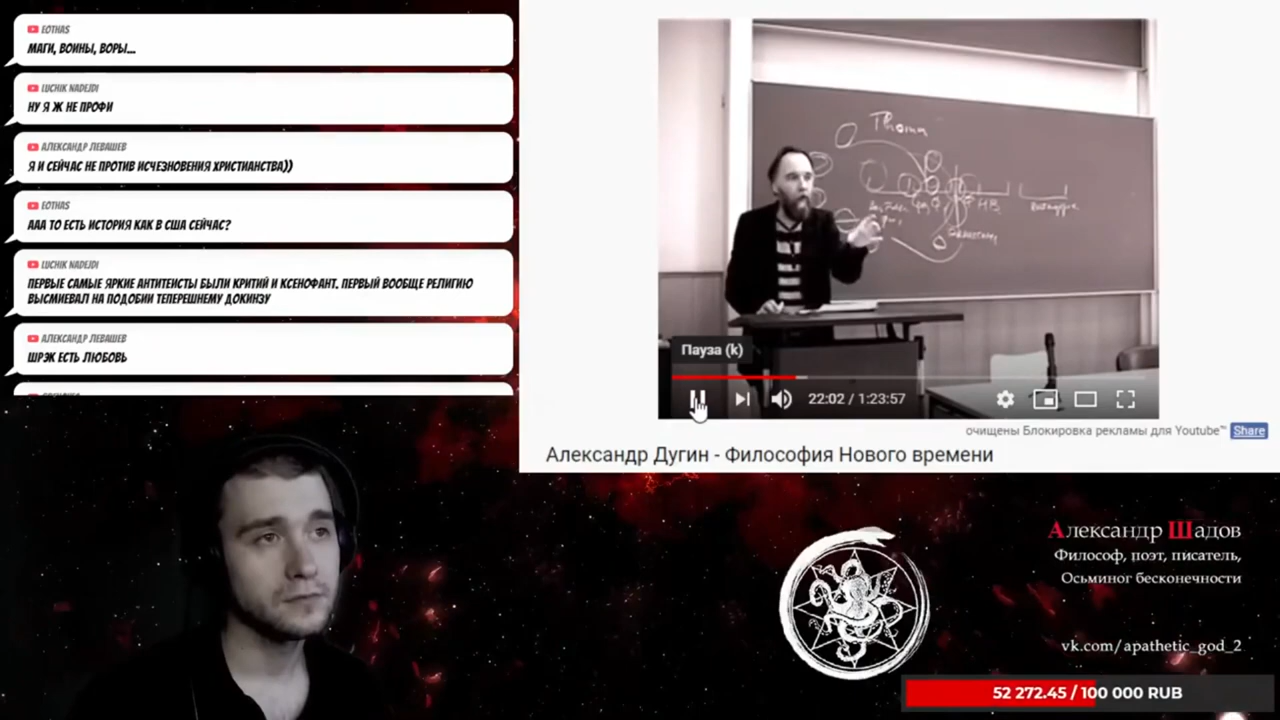 EOTHAS
МАГИ, ВОИНЫ, ВОРЫ...
LUCHIK NADEJDI
НУ Я Ж НЕ ПРОФИ
АЛЕКСАНДР ЛЕВАШЕВ
Я И СЕЙЧАС НЕ ПРОТИВ ИСЧЕЗНОВЕНИЯ ХРИСТИАНСТВА))
EOTHAS
ААА ТО ЕСТЬ ИСТОРИЯ КАК В США СЕЙЧАС?
LUCHIK NADEJDI
ПЕРВЫЕ САМЫЕ ЯРКИЕ АНТИТЕИСТЫ БЫЛИ КРИТИЙ И КСЕНОФАНТ. ПЕРВЫЙ ВООБЩЕ РЕЛИГИЮ
ВЫСМИЕВАЛ НА ПОДОБИИ ТЕПЕРЕШНЕМУ ДОКИНЗУ
АЛЕКСАНДР ЛЕВАШЕВ
ШРЭК ЕСТЬ ЛЮБОВЬ
Thoma
НВ
Пауза (k)
22:02 / 1:23:57
очищены Блокировка рекламы для Youtube™ Share
Александр Дугин - Философия Нового времени
Александр Шадов
Философ, поэт, писатель,
Осьминог бесконечности
vk.com/apathetic_god_2
52 272.45 / 100 000 RUB